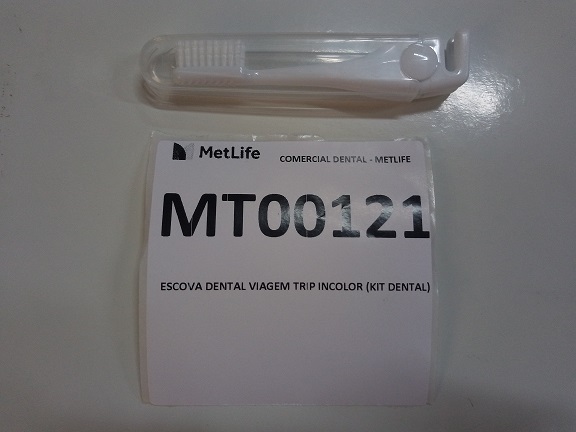 MetLife
COMERCIAL DENTAL - METLIFE
MT00121
ESCOVA DENTAL VIAGEM TRIP INCOLOR (KIT DENTAL)